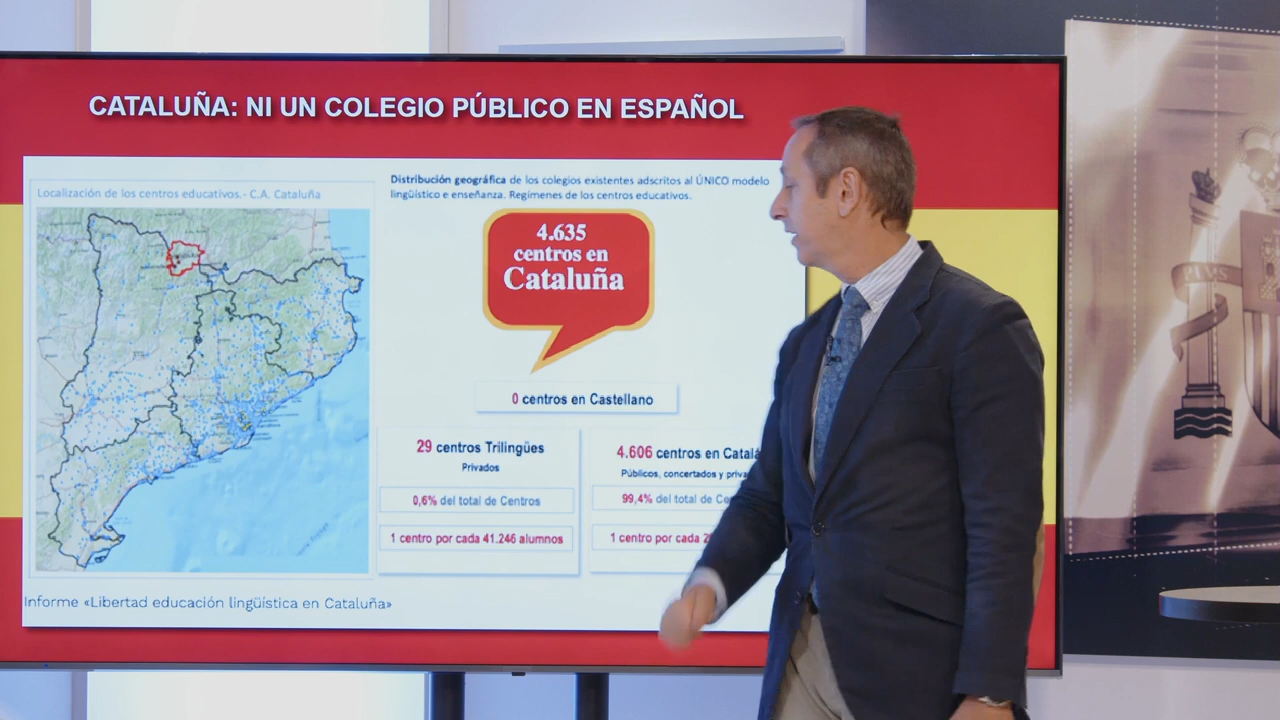 CATALUÑA: NI UN COLEGIO PÚBLICO EN ESPAÑOL
Localización de los centros educativos.- C.A. Cataluña
Distribución geográfica de los colegios existentes adscritos al ÚNICO modelo
lingüístico e enseñanza. Regímenes de los centros educativos.
4.635
centros en
Cataluña
0 centros en Castellano
29 centros Trilingües
Privados
0,6% del total de Centros
1 centro por cada 41.246 alumnos
4.606 centros en Catalá
Públicos, concertados y priva
99,4% del total de Ce
1 centro por cada 2
Informe «Libertad educación lingüística en Cataluña»
PLVS